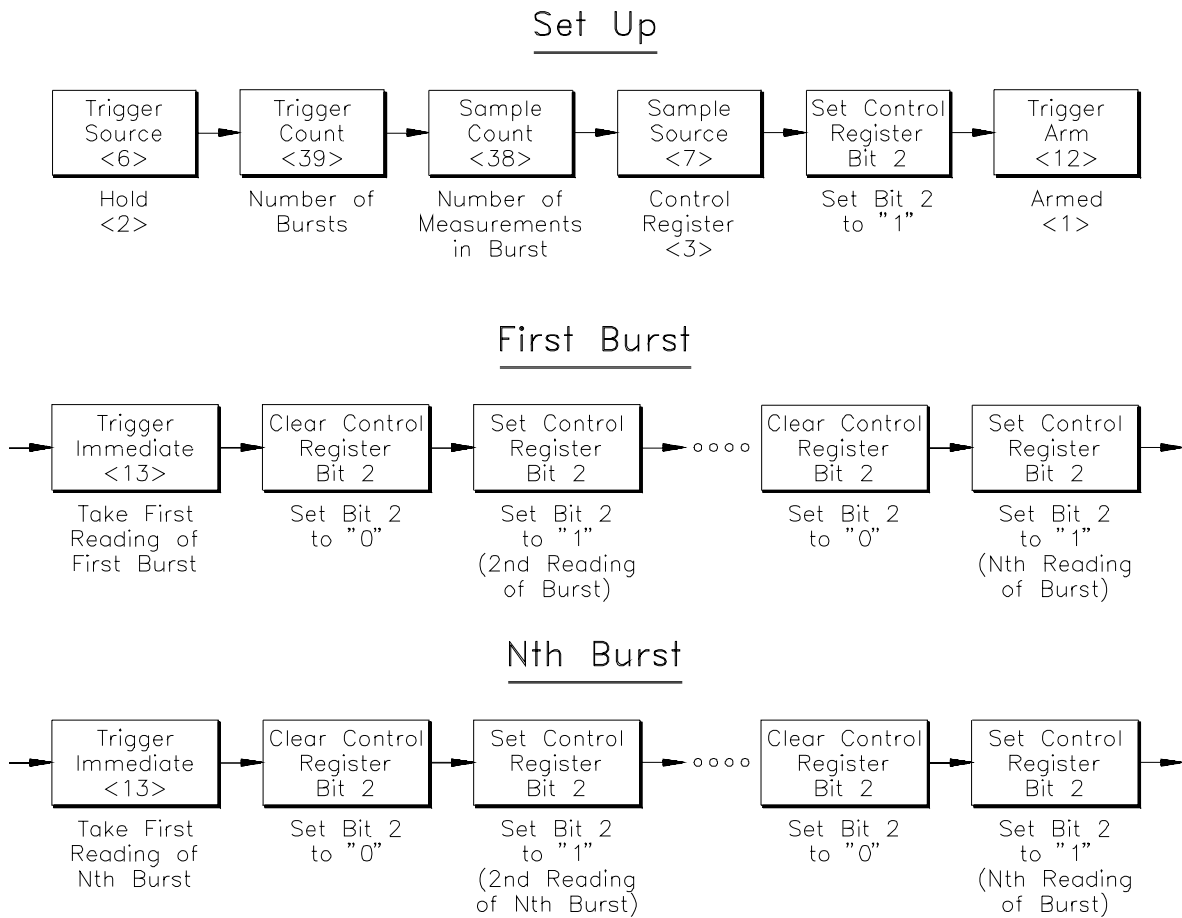 Set Up
Trigger
Source
<6>
Hold
<2>
Trigger
Count
<39>
Number of
Bursts
Sample
Count
<38>
Number of
Measurements
in Burst
Sample
Source
<7>
Control
Register
<3>
Set Control
Register
Bit 2
Set Bit 2
to "1"
Trigger
Arm
<12>
Armed
<1>
First Burst
Trigger
Immediate
<13>
Take First
Reading of
First Burst
Clear Control
Register
Bit 2
Set Bit 2
to "0"
Set Control
Register
Bit 2
Set Bit 2
to "1"
(2nd Reading
of Burst)
Clear Control
Register
Bit 2
Set Bit 2
to "0"
Set Control
Register
Bit 2
Set Bit 2
to "1"
(Nth Reading
of Burst)
Nth Burst
Trigger
Immediate
<13>
Take First
Reading of
Nth Burst
Clear Control
Register
Bit 2
Set Bit 2
to "0"
Set Control
Register
Bit 2
Set Bit 2
to "1"
(2nd Reading
of Nth Burst)
Clear Control
Register
Bit 2
Set Bit 2
to "0"
Set Control
Register
Bit 2
Set Bit 2
to "1"
(Nth Reading
of Burst)